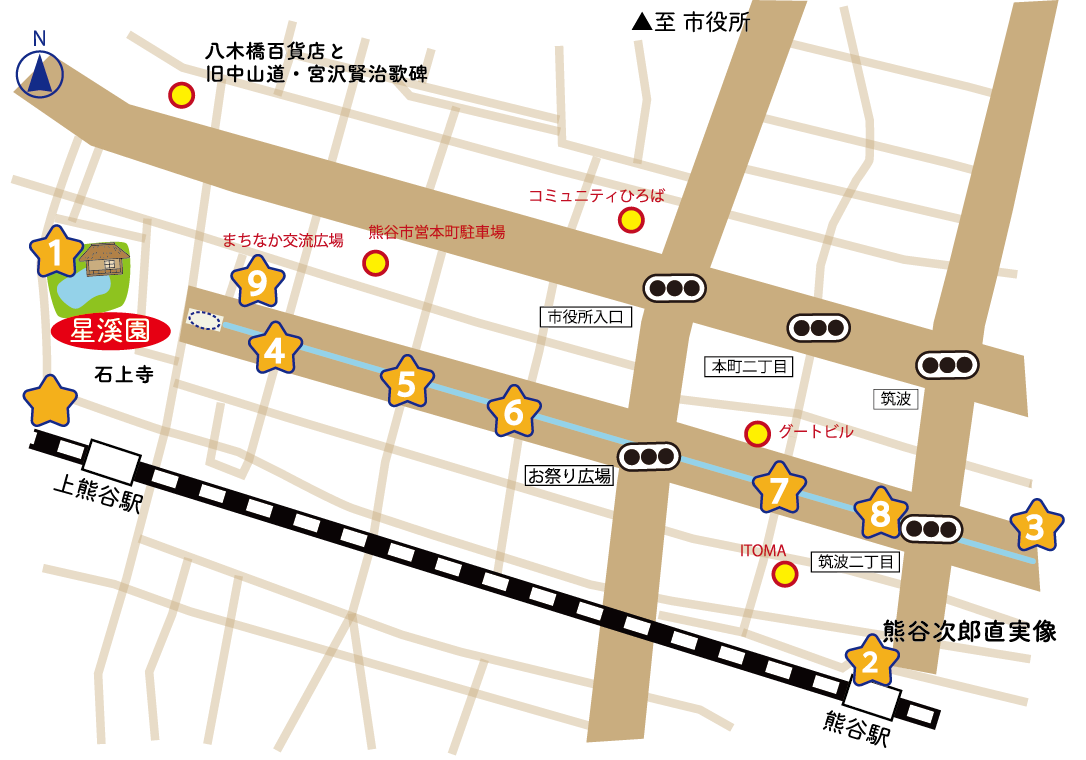 ▲至 市役所
N
八木橋百貨店と
旧中山道・宮沢賢治歌碑
コミュニティひろば
まちなか交流広場
熊谷市営本町駐車場
1
9
星溪園
市役所入口
4
石上寺
本町二丁目
5
筑波
6
グートビル
お祭り広場
上熊谷駅
7
8
3
ITOMA
筑波二丁目
熊谷次郎直実像
2
熊谷駅